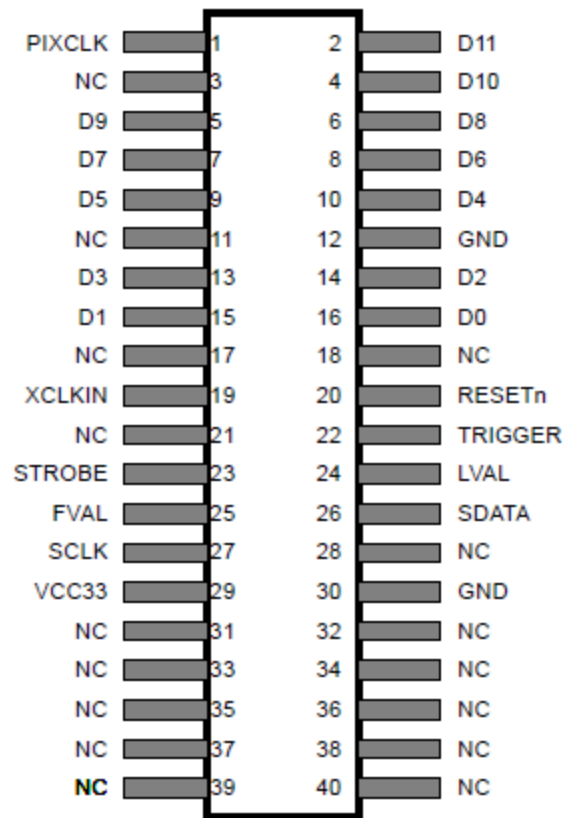 PIXCLK 1 2 D11
NC 3 4 D10
D9 5 6 D8
D7 7 8 D6
D5 9 10 D4
NC 11 12 GND
D3 13 14 D2
D1 15 16 D0
NC 17 18 NC
XCLKIN 19 20 RESETn
NC 21 22 TRIGGER
STROBE 23 24 LVAL
FVAL 25 26 SDATA
SCLK 27 28 NC
VCC33 29 30 GND
NC 31 32 NC
NC 33 34 NC
NC 35 36 NC
NC 37 38 NC
NC 39 40 NC